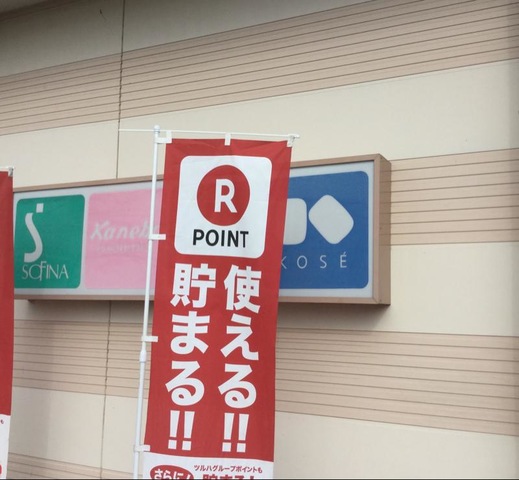 SOFINA
Kane
KOSÉ
R
POINT
使える!!
貯まる!!
さらに!
ツルハグループポイントも